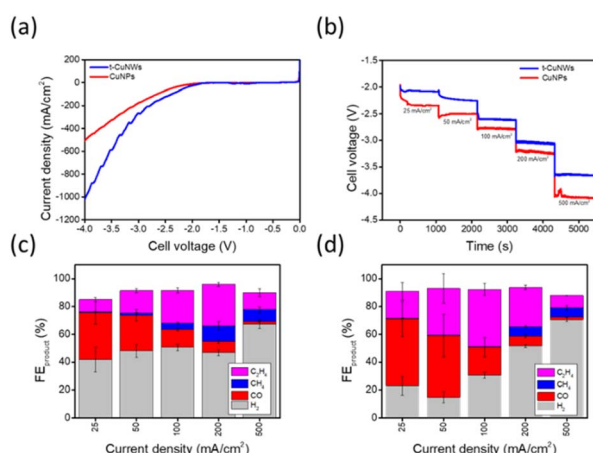 (a)
(b)
200
0
-200
-400
-600
-800
-1000
-1200
Current density (mA/cm²)
t-CuNWs
CuNPs
-4.0 -3.5 -3.0 -2.5 -2.0 -1.5 -1.0 -0.5 0.0
Cell voltage (V)
-1.5
-2.0
-2.5
-3.0
-3.5
-4.0
-4.5
Cell voltage (V)
t-CuNWs
CuNPs
25 mA/cm²
50 mA/cm²
100 mA/cm²
200 mA/cm²
500 mA/cm²
0 1000 2000 3000 4000 5000
Time (s)
(c)
(d)
100
80
60
40
20
0
FEproduct (%)
C₂H₄
CH₄
CO
H₂
25 50 100 200 500
Current density (mA/cm²)
100
80
60
40
20
0
FEproduct (%)
C₂H₄
CH₄
CO
H₂
25 50 100 200 500
Current density (mA/cm²)